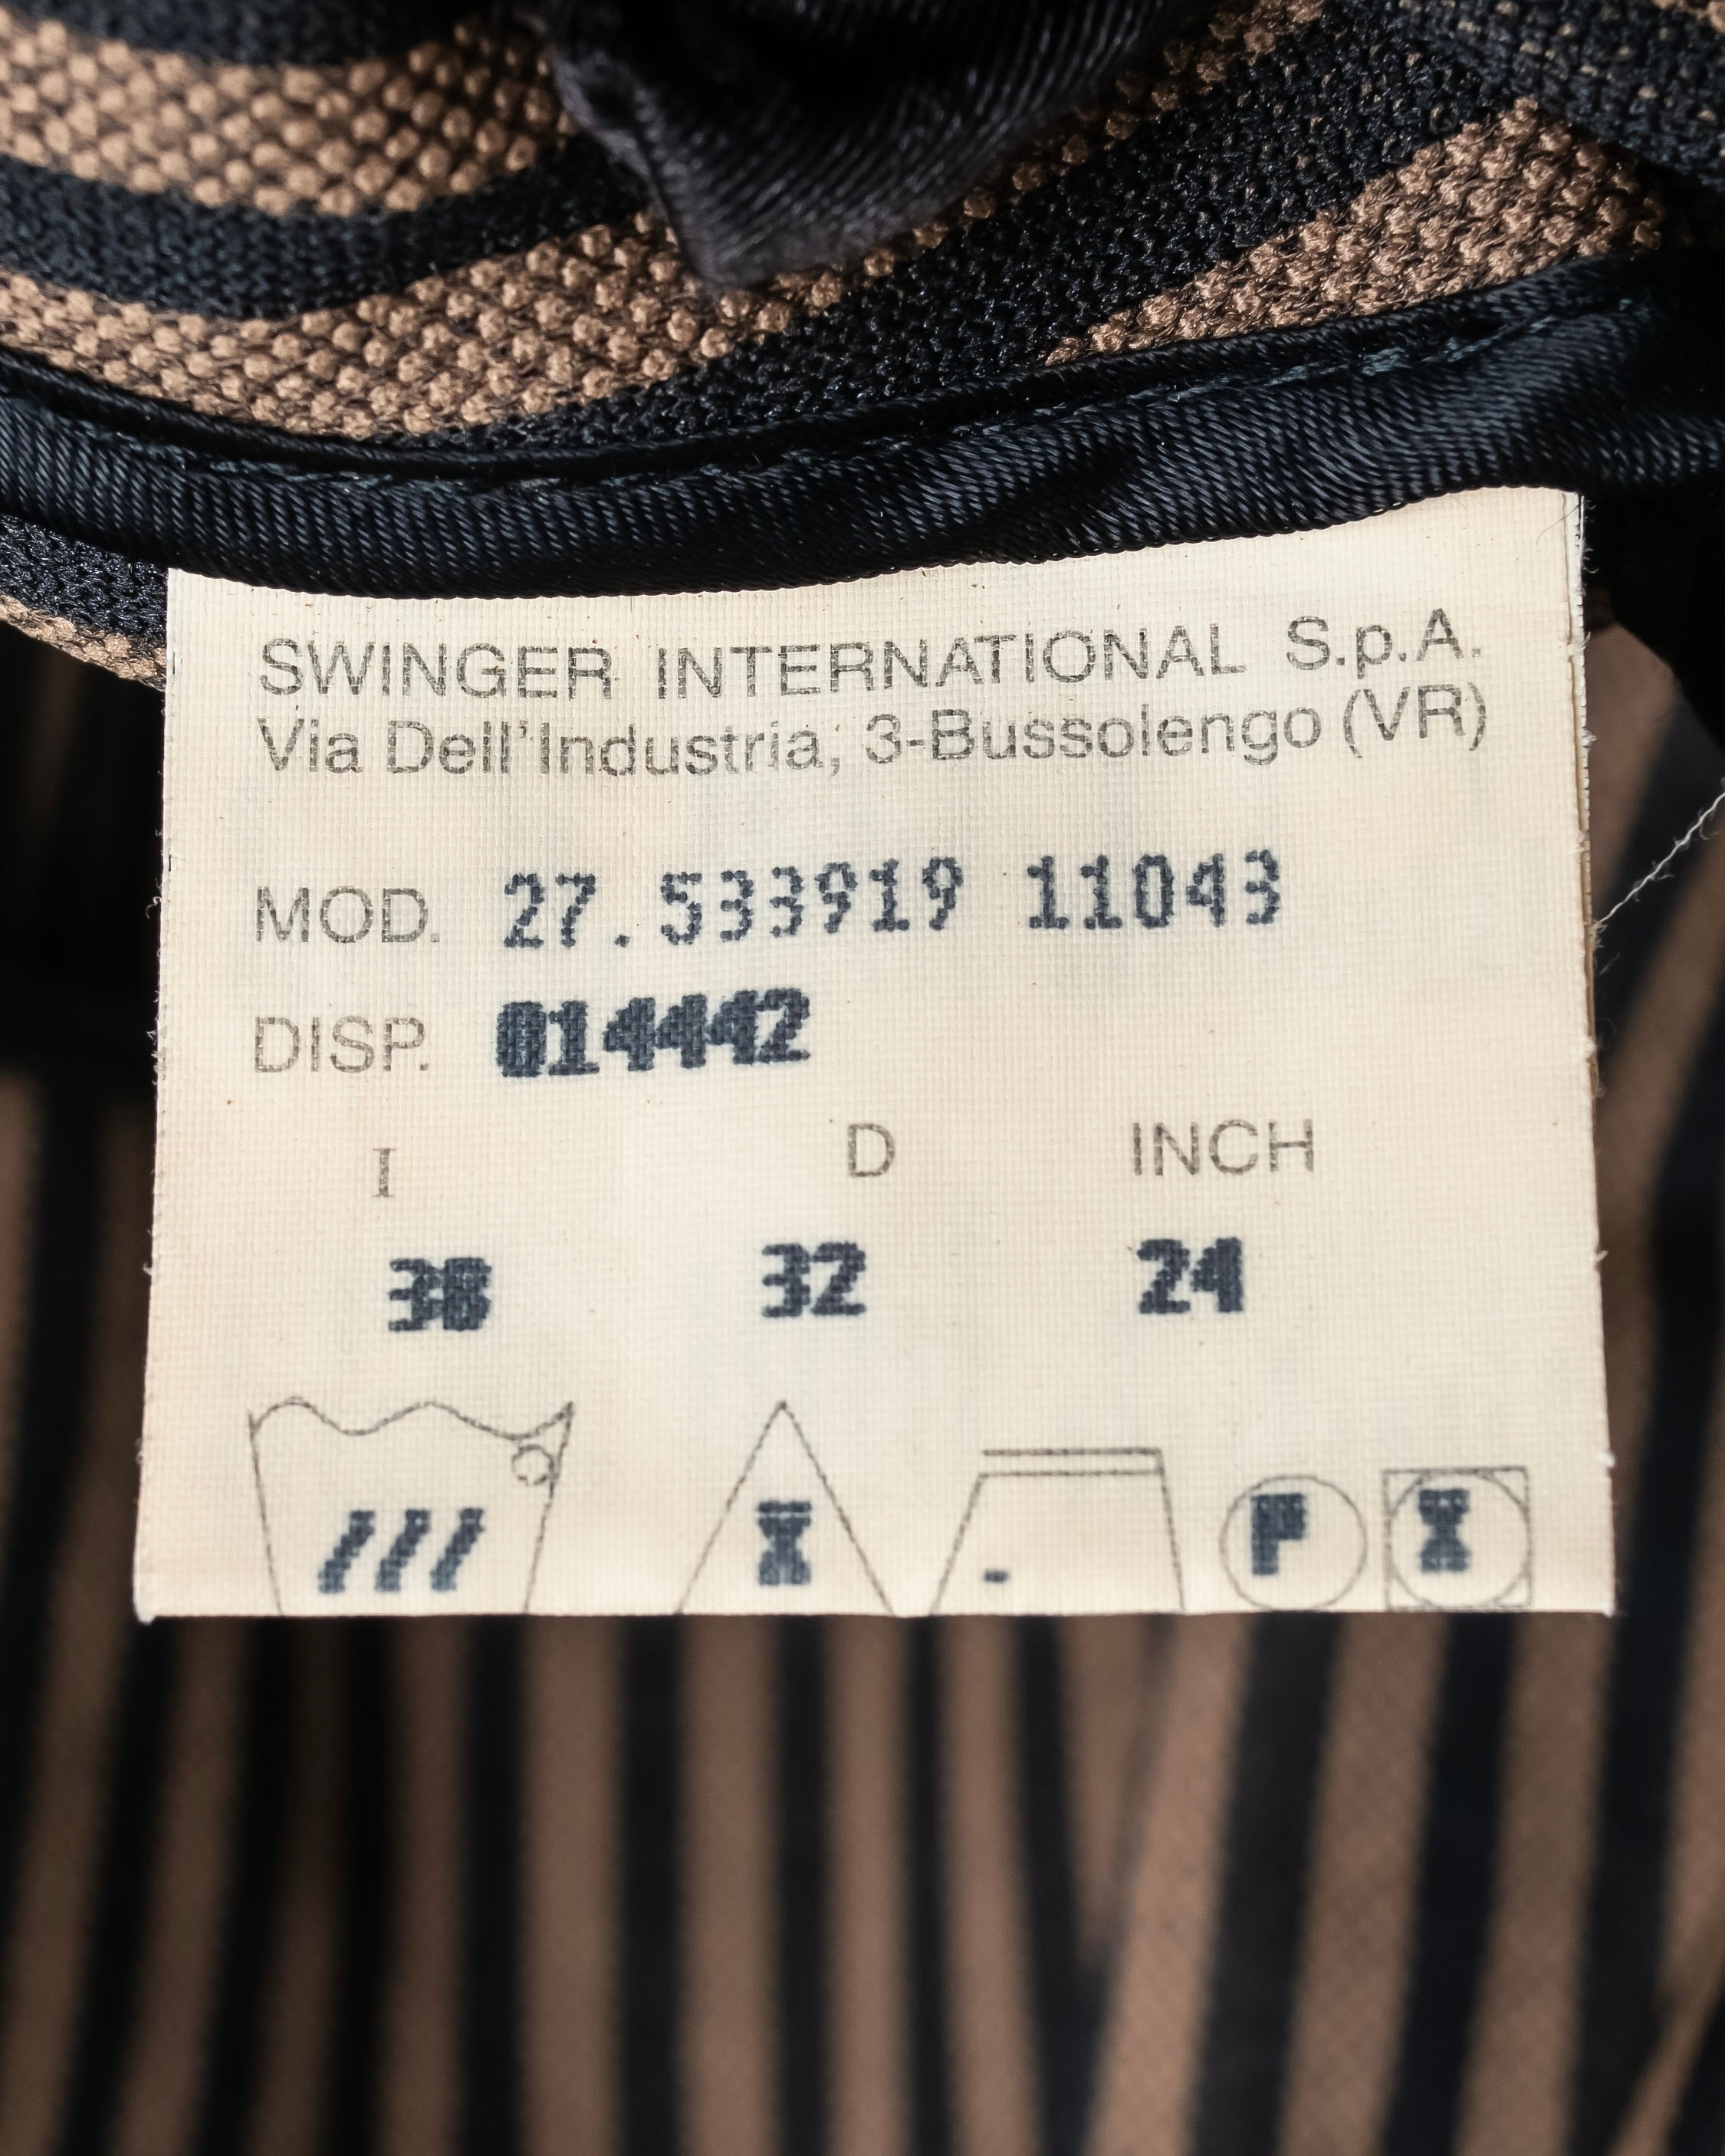 SWINGER INTERNATIONAL S.p.A.
Via Dell'Industria, 3-Bussolengo (VR)
MOD. 27.533919 11043
DISP. 014442
I D INCH
38 32 24
/// X - P X